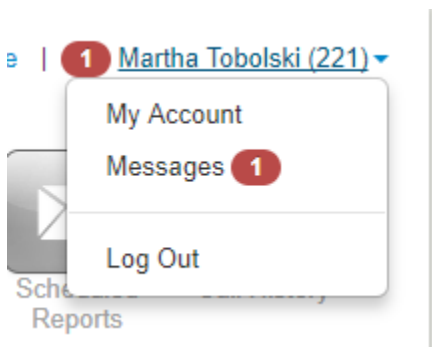 e | 1 Martha Tobolski (221)
My Account
Messages 1
Log Out
Reports